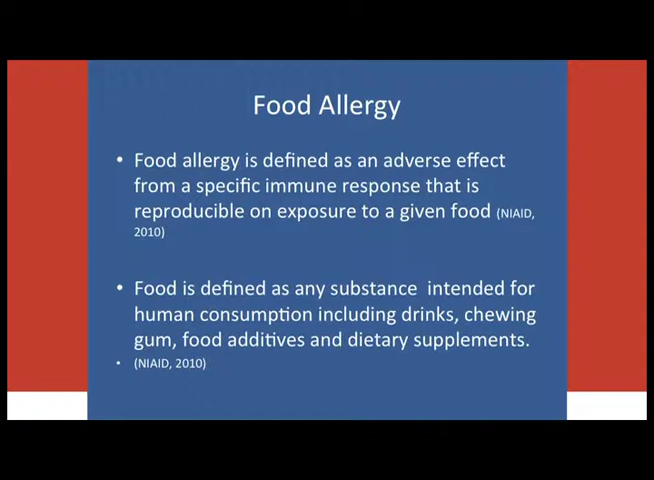 Food Allergy
• Food allergy is defined as an adverse effect
from a specific immune response that is
reproducible on exposure to a given food (NIAID,
2010)
• Food is defined as any substance intended for
human consumption including drinks, chewing
gum, food additives and dietary supplements.
• (NIAID, 2010)